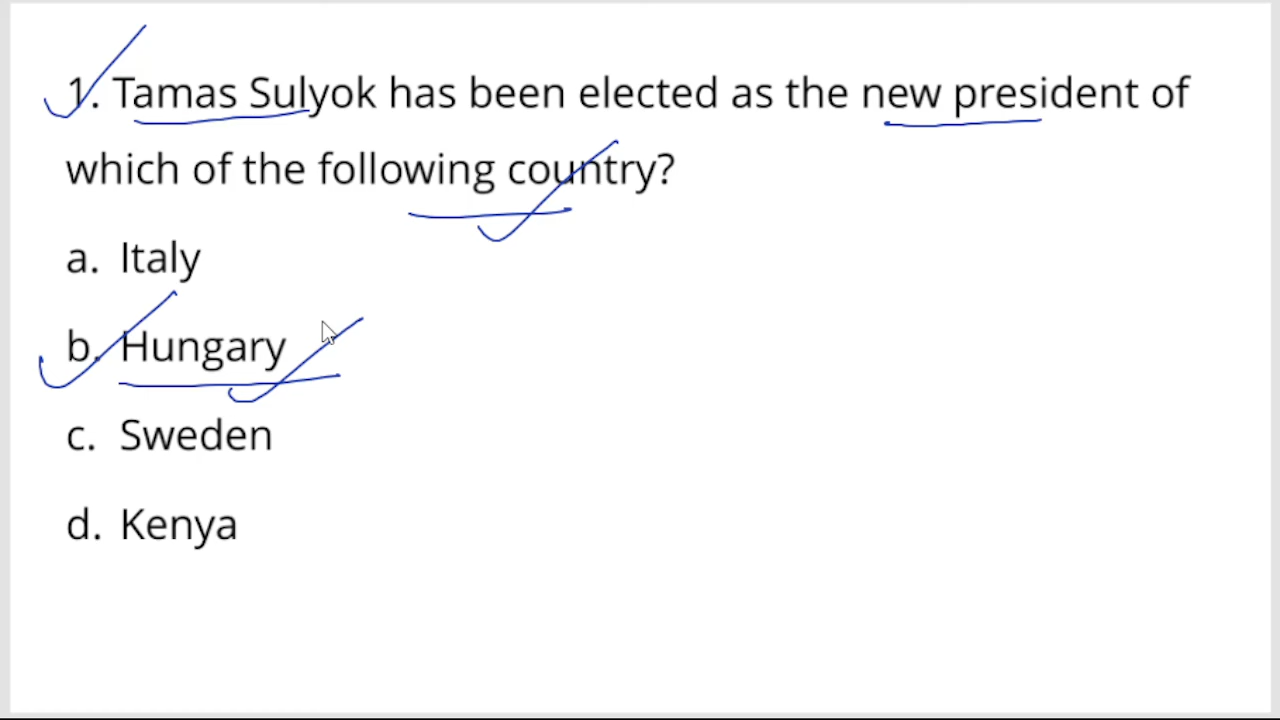 1. Tamas Sulyok has been elected as the new president of
which of the following country?
a. Italy
b. Hungary
c. Sweden
d. Kenya